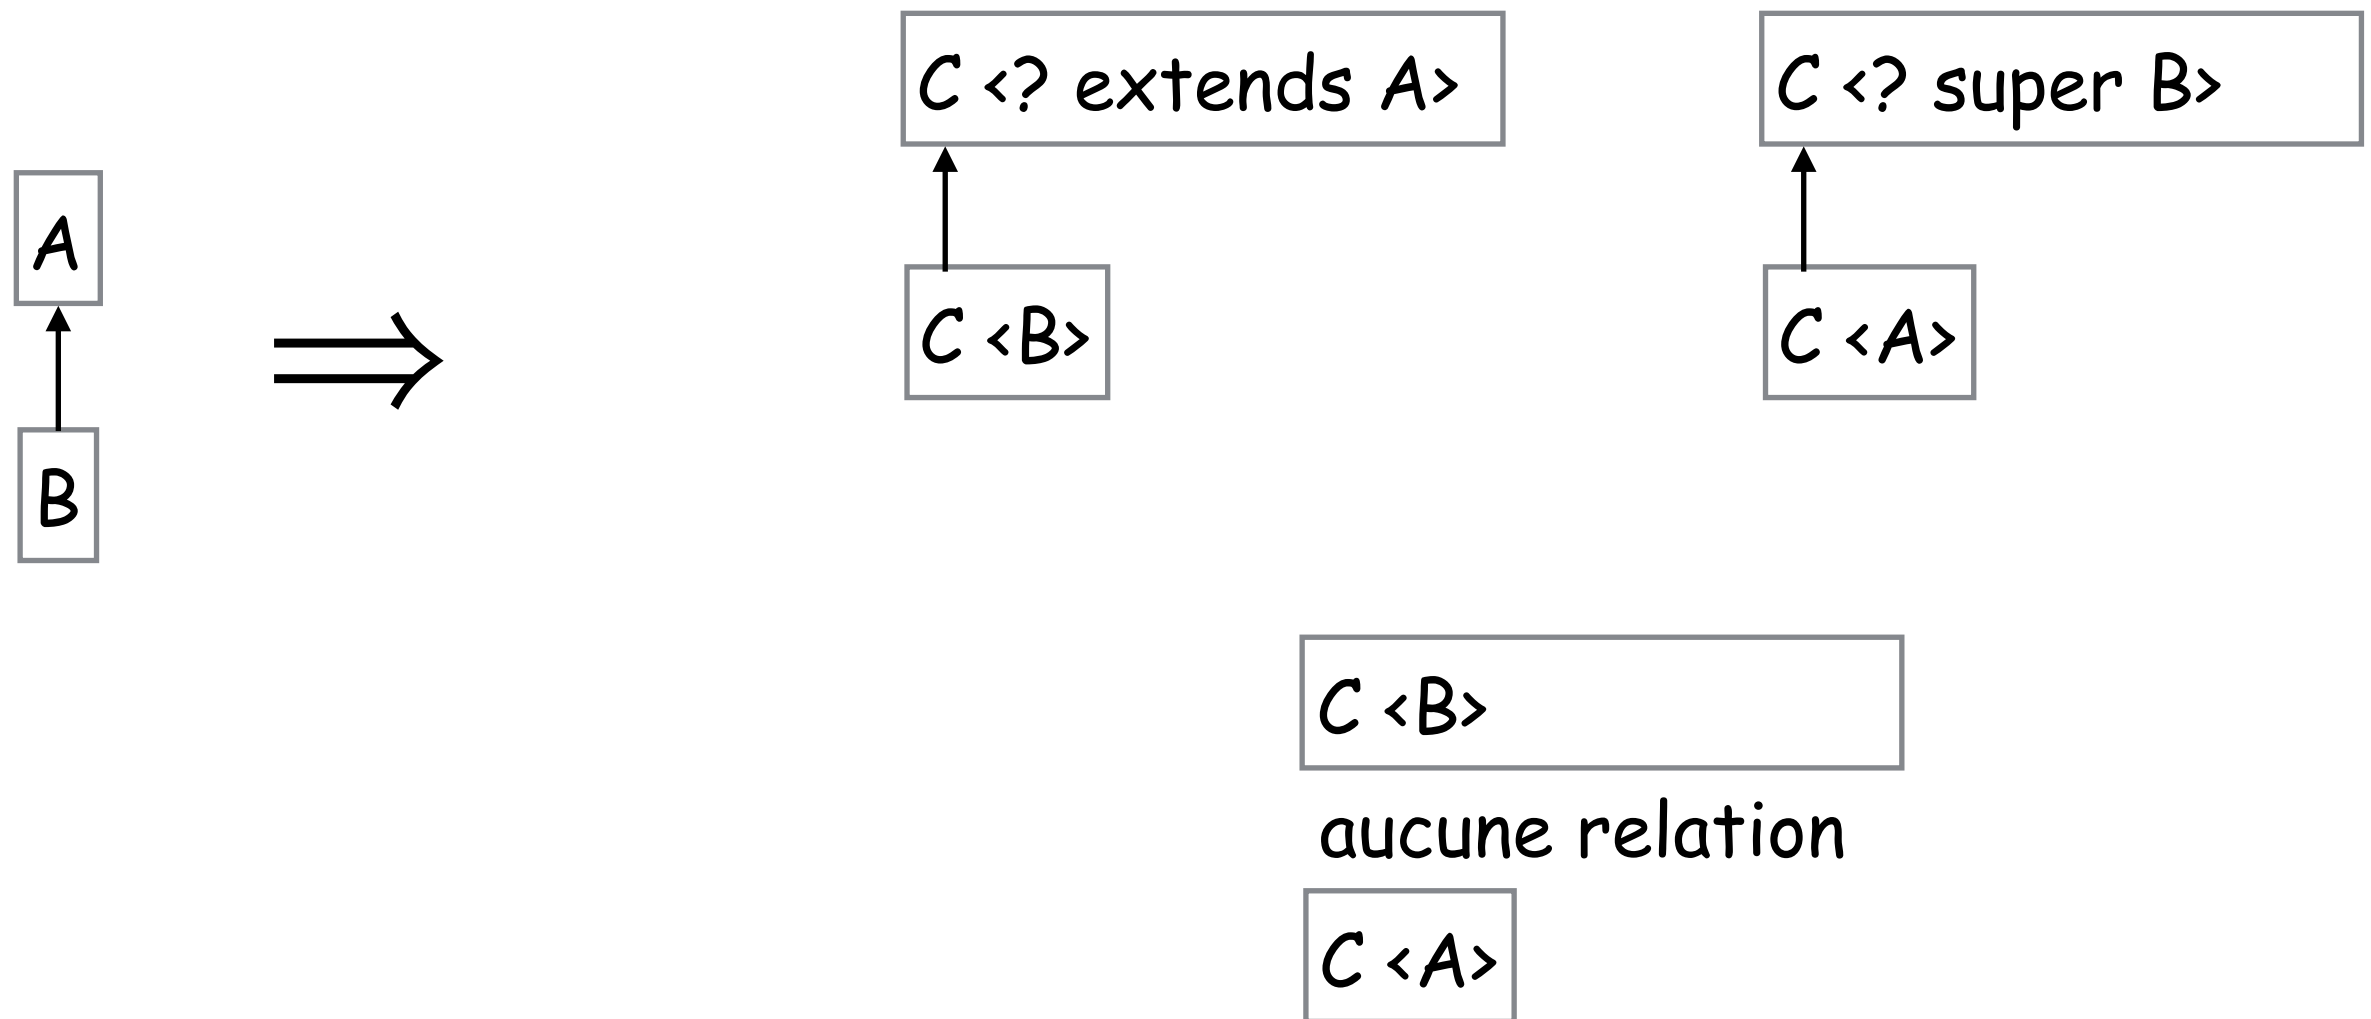 A
B
C <? extends A>
C <B>
C <? super B>
C <A>
C <B>
aucune relation
C <A>